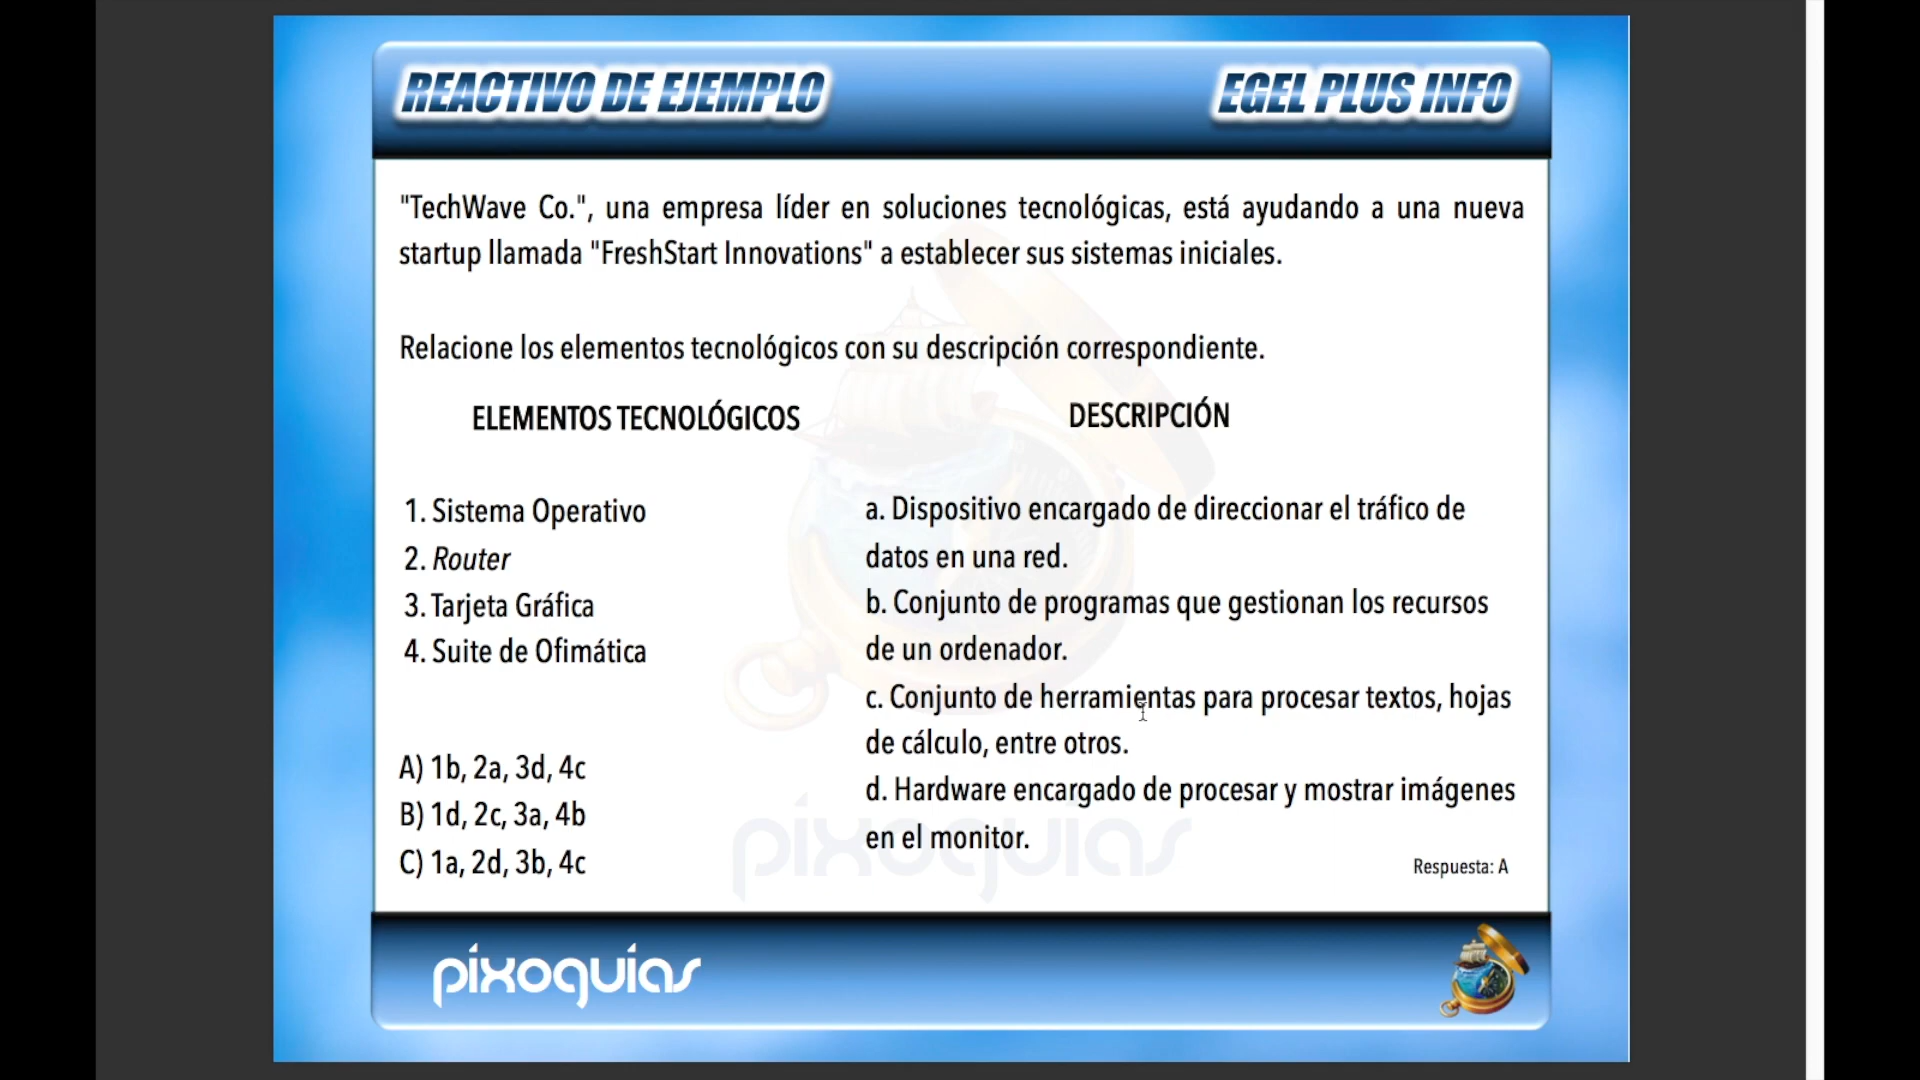 REACTIVO DE EJEMPLO
EGEL PLUS INFO
"TechWave Co.", una empresa líder en soluciones tecnológicas, está ayudando a una nueva
startup llamada "FreshStart Innovations" a establecer sus sistemas iniciales.
Relacione los elementos tecnológicos con su descripción correspondiente.
ELEMENTOS TECNOLÓGICOS
1. Sistema Operativo
2. Router
3. Tarjeta Gráfica
4. Suite de Ofimática
DESCRIPCIÓN
a. Dispositivo encargado de direccionar el tráfico de
datos en una red.
b. Conjunto de programas que gestionan los recursos
de un ordenador.
c. Conjunto de herramientas para procesar textos, hojas
de cálculo, entre otros.
d. Hardware encargado de procesar y mostrar imágenes
en el monitor.
A) 1b, 2a, 3d, 4c
B) 1d, 2c, 3a, 4b
C) 1a, 2d, 3b, 4c
Respuesta: A
pixoguias
pixoguias